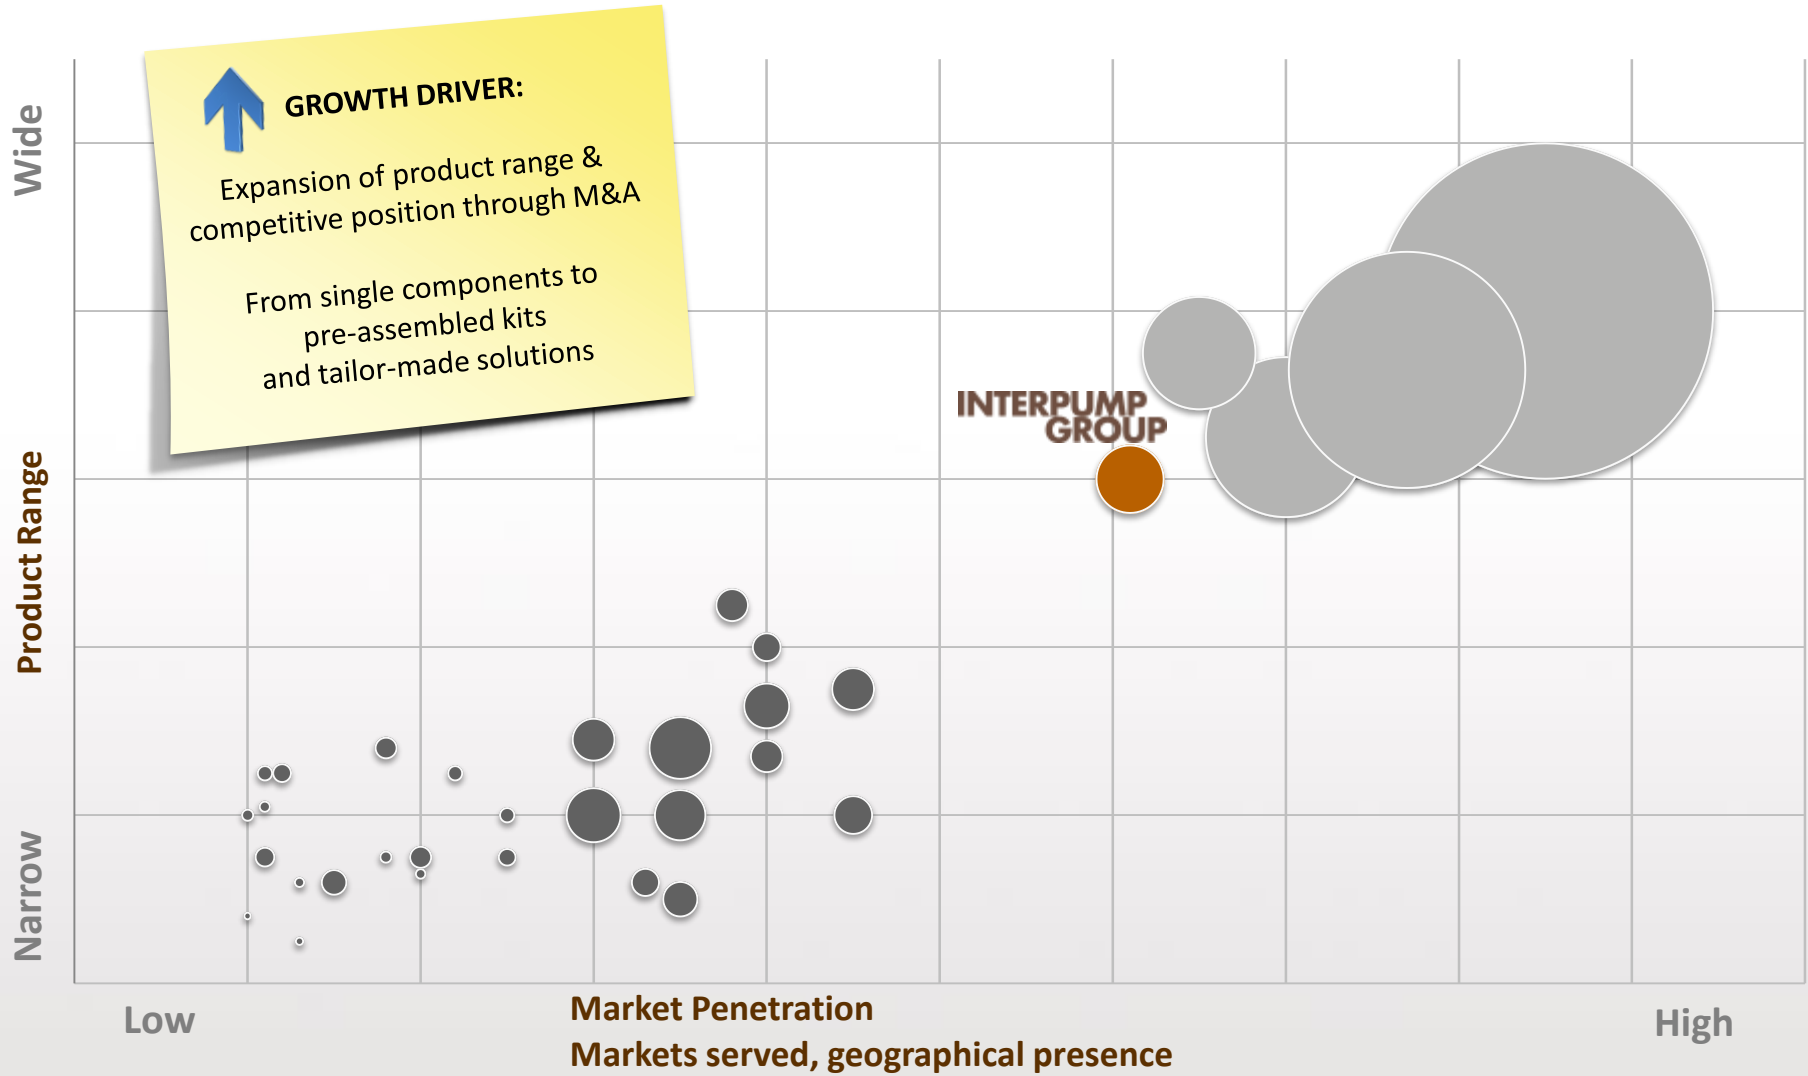 GROWTH DRIVER:
Expansion of product range &
competitive position through M&A
From single components to
pre-assembled kits
and tailor-made solutions
Wide
Product Range
Narrow
INTERPUMP
GROUP
Low
Market Penetration
Markets served, geographical presence
High